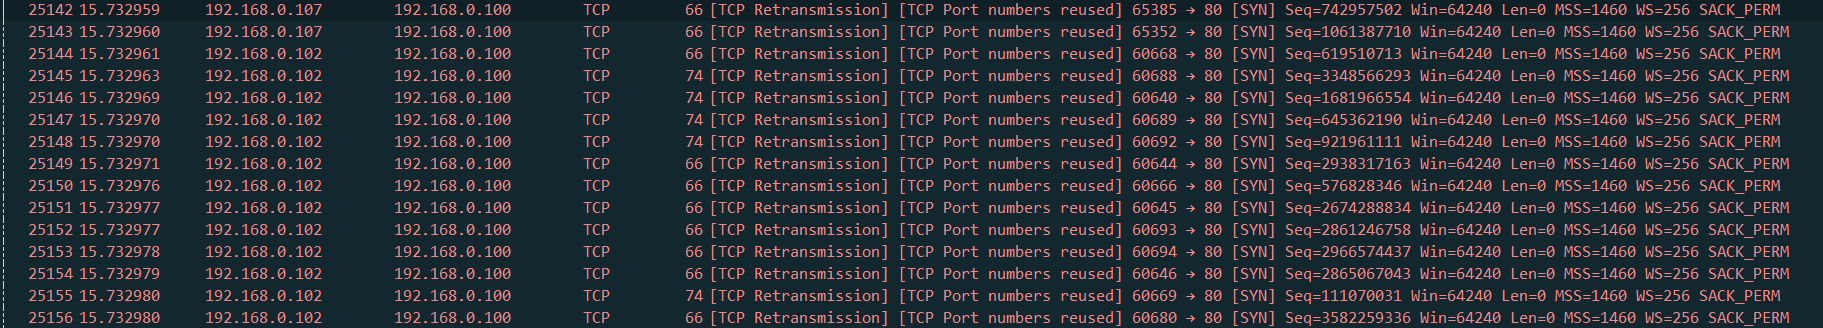 25142 15.732959 192.168.0.107 192.168.0.100 TCP 66 [TCP Retransmission] [TCP Port numbers reused] 65385 → 80 [SYN] Seq=742957502 Win=64240 Len=0 MSS=1460 WS=256 SACK_PERM
25143 15.732960 192.168.0.107 192.168.0.100 TCP 66 [TCP Retransmission] [TCP Port numbers reused] 65352 → 80 [SYN] Seq=1061387710 Win=64240 Len=0 MSS=1460 WS=256 SACK_PERM
25144 15.732961 192.168.0.102 192.168.0.100 TCP 66 [TCP Retransmission] [TCP Port numbers reused] 60668 → 80 [SYN] Seq=619510713 Win=64240 Len=0 MSS=1460 WS=256 SACK_PERM
25145 15.732963 192.168.0.102 192.168.0.100 TCP 74 [TCP Retransmission] [TCP Port numbers reused] 60688 → 80 [SYN] Seq=3348566293 Win=64240 Len=0 MSS=1460 WS=256 SACK_PERM
25146 15.732969 192.168.0.102 192.168.0.100 TCP 74 [TCP Retransmission] [TCP Port numbers reused] 60640 → 80 [SYN] Seq=1681966554 Win=64240 Len=0 MSS=1460 WS=256 SACK_PERM
25147 15.732970 192.168.0.102 192.168.0.100 TCP 74 [TCP Retransmission] [TCP Port numbers reused] 60689 → 80 [SYN] Seq=645362190 Win=64240 Len=0 MSS=1460 WS=256 SACK_PERM
25148 15.732970 192.168.0.102 192.168.0.100 TCP 74 [TCP Retransmission] [TCP Port numbers reused] 60692 → 80 [SYN] Seq=921961111 Win=64240 Len=0 MSS=1460 WS=256 SACK_PERM
25149 15.732971 192.168.0.102 192.168.0.100 TCP 66 [TCP Retransmission] [TCP Port numbers reused] 60644 → 80 [SYN] Seq=2938317163 Win=64240 Len=0 MSS=1460 WS=256 SACK_PERM
25150 15.732976 192.168.0.102 192.168.0.100 TCP 66 [TCP Retransmission] [TCP Port numbers reused] 60666 → 80 [SYN] Seq=576828346 Win=64240 Len=0 MSS=1460 WS=256 SACK_PERM
25151 15.732977 192.168.0.102 192.168.0.100 TCP 66 [TCP Retransmission] [TCP Port numbers reused] 60645 → 80 [SYN] Seq=2674288834 Win=64240 Len=0 MSS=1460 WS=256 SACK_PERM
25152 15.732977 192.168.0.102 192.168.0.100 TCP 66 [TCP Retransmission] [TCP Port numbers reused] 60693 → 80 [SYN] Seq=2861246758 Win=64240 Len=0 MSS=1460 WS=256 SACK_PERM
25153 15.732978 192.168.0.102 192.168.0.100 TCP 66 [TCP Retransmission] [TCP Port numbers reused] 60694 → 80 [SYN] Seq=2966574437 Win=64240 Len=0 MSS=1460 WS=256 SACK_PERM
25154 15.732979 192.168.0.102 192.168.0.100 TCP 66 [TCP Retransmission] [TCP Port numbers reused] 60646 → 80 [SYN] Seq=2865067043 Win=64240 Len=0 MSS=1460 WS=256 SACK_PERM
25155 15.732980 192.168.0.102 192.168.0.100 TCP 74 [TCP Retransmission] [TCP Port numbers reused] 60669 → 80 [SYN] Seq=111070031 Win=64240 Len=0 MSS=1460 WS=256 SACK_PERM
25156 15.732980 192.168.0.102 192.168.0.100 TCP 66 [TCP Retransmission] [TCP Port numbers reused] 60680 → 80 [SYN] Seq=3582259336 Win=64240 Len=0 MSS=1460 WS=256 SACK_PERM